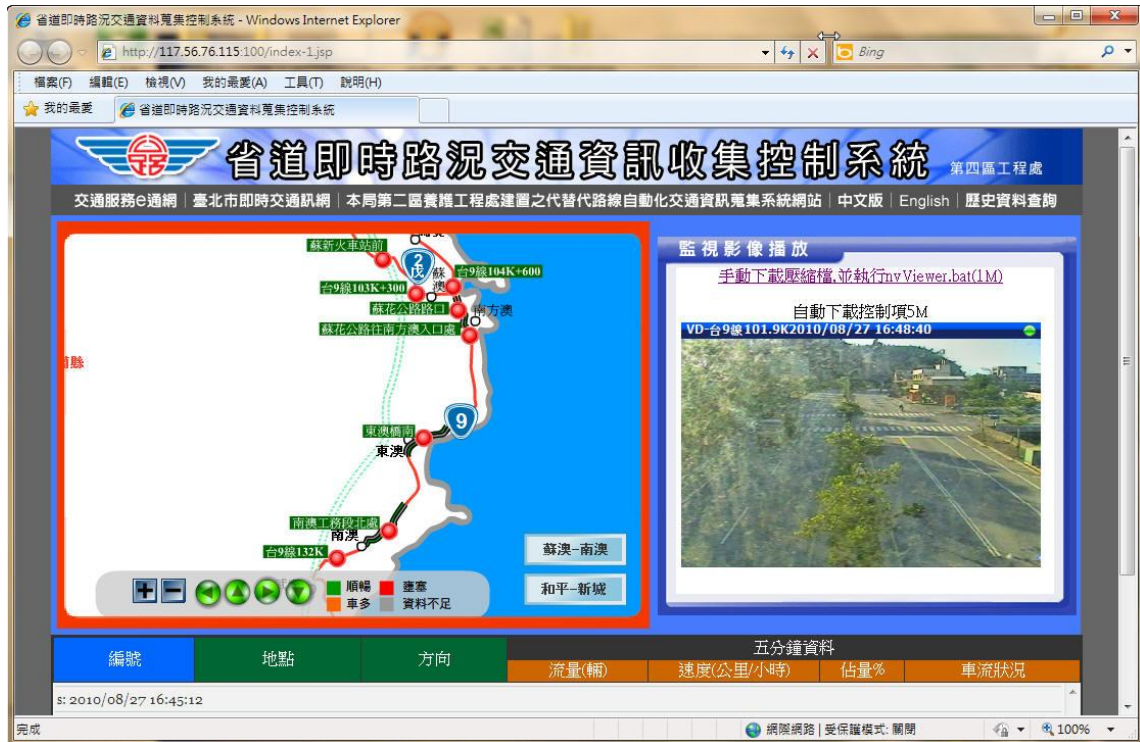 省道即時路況交通資料蒐集控制系統 - Windows Internet Explorer
http://117.56.76.115:100/index-1.jsp
Bing
檔案(F) 編輯(E) 檢視(V) 我的最愛(A) 工具(T) 說明(H)
我的最愛
省道即時路況交通資料蒐集控制系統
省道即時路況交通資訊收集控制系統 第四區工程處
交通服務e通網 | 臺北市即時交通訊網 | 本局第二區養護工程處建置之代替代路線自動化交通資訊蒐集系統網站 | 中文版 | English | 歷史資料查詢
蘇新火車站前
2
戊
蘇
澳
台9線104K+600
台9線103K+300
蘇花公路路口
南方澳
蘇花公路往南方澳入口處
縣
9
東澳橋南
東澳
南澳工務段北處
南澳
台9線132K
蘇澳-南澳
和平-新城
順暢 壅塞
車多 資料不足
監視影像播放
手動下載壓縮檔,並執行nvViewer.bat(1M)
自動下載控制項5M
VD-台9線101.9K2010/08/27 16:48:40
編號 地點 方向 五分鐘資料
流量(輛) 速度(公里/小時) 佔量% 車流狀況
s: 2010/08/27 16:45:12
完成
網際網路 | 受保護模式: 關閉
100%